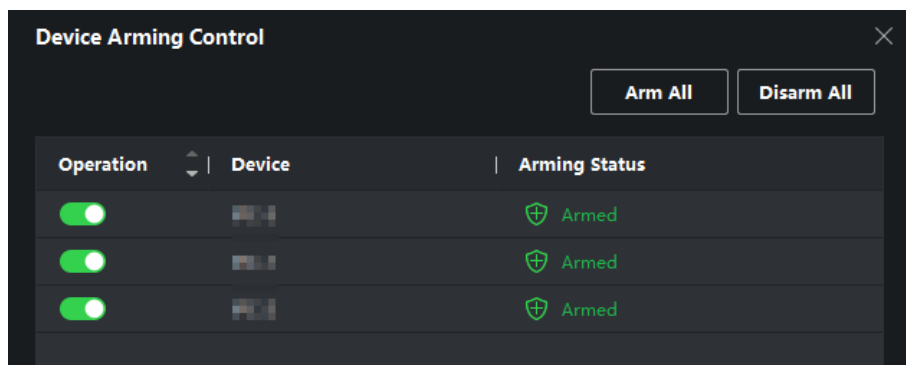 Device Arming Control
Arm All Disarm All
Operation Device Arming Status
Armed
Armed
Armed